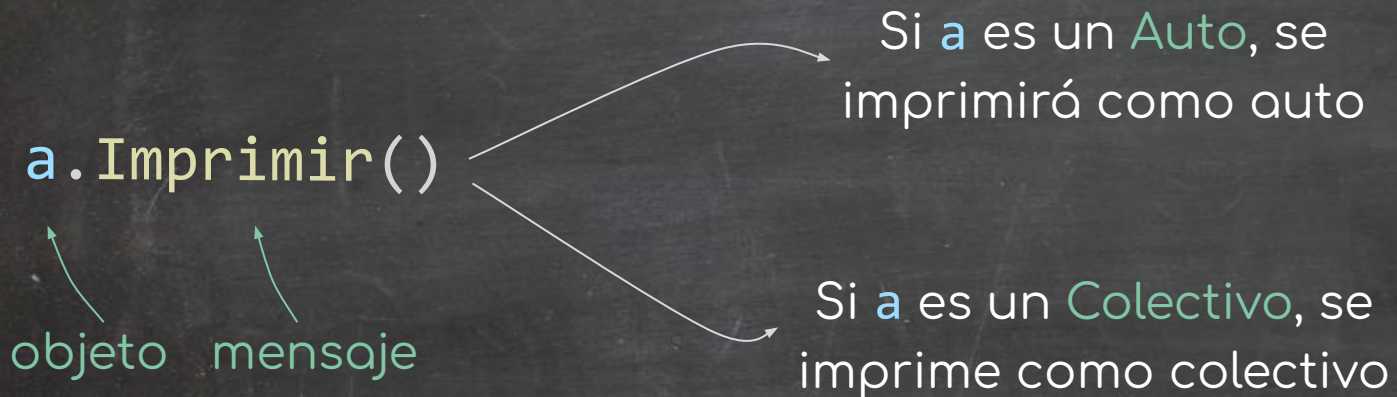 Si a es un Auto, se
imprimirá como auto
a.Imprimir()
objeto mensaje
Si a es un Colectivo, se
imprime como colectivo